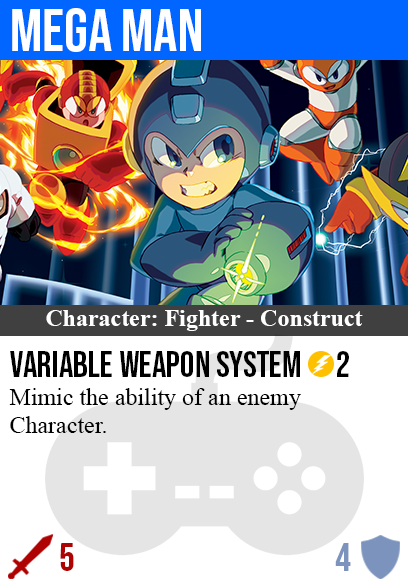 MEGA MAN
Character: Fighter - Construct
VARIABLE WEAPON SYSTEM 2
Mimic the ability of an enemy
Character.
5 4